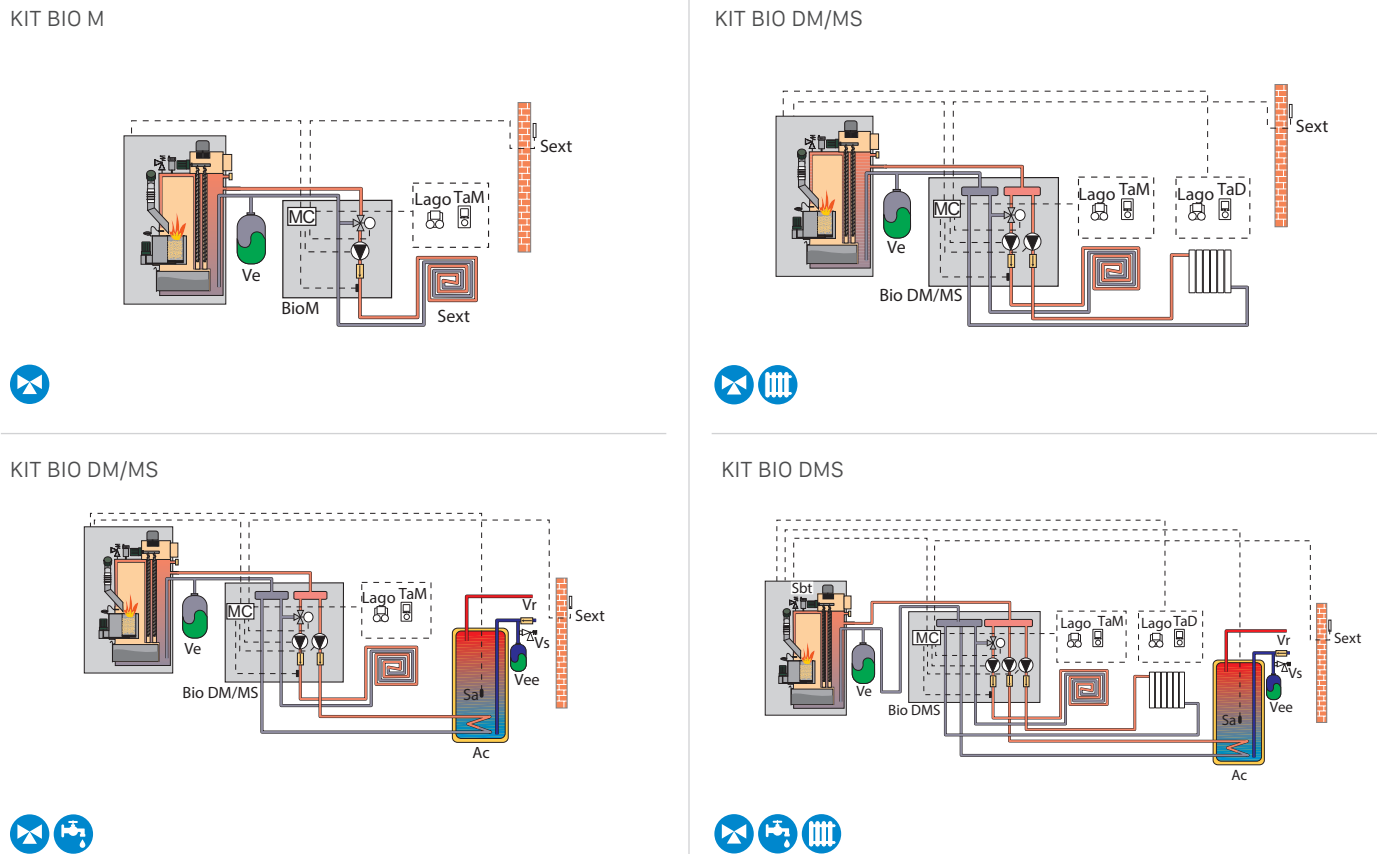 KIT BIO M
Sext
Lago TaM
MC
Ve
BioM
Sext
KIT BIO DM/MS
Sext
Lago TaM
Lago TaD
MC
Ve
Bio DM/MS
KIT BIO DM/MS
Lago TaM
MC
Vr
Sext
Vs
Ve
Vee
Bio DM/MS
Sa
Ac
KIT BIO DMS
Sbt
Lago TaM
Lago TaD
MC
Vr
Sext
Vs
Ve
Vee
Bio DMS
Sa
Ac